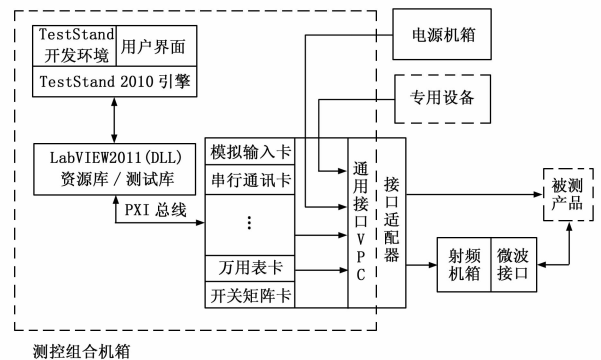 TestStand
开发环境
用户界面
TestStand 2010 引擎
LabVIEW2011(DLL)
资源库/测试库
PXI 总线
模拟输入卡
串行通讯卡
⋮
万用表卡
开关矩阵卡
通用接口VPC
接口适配器
电源机箱
专用设备
被测
产品
射频
机箱
微波
接口
测控组合机箱